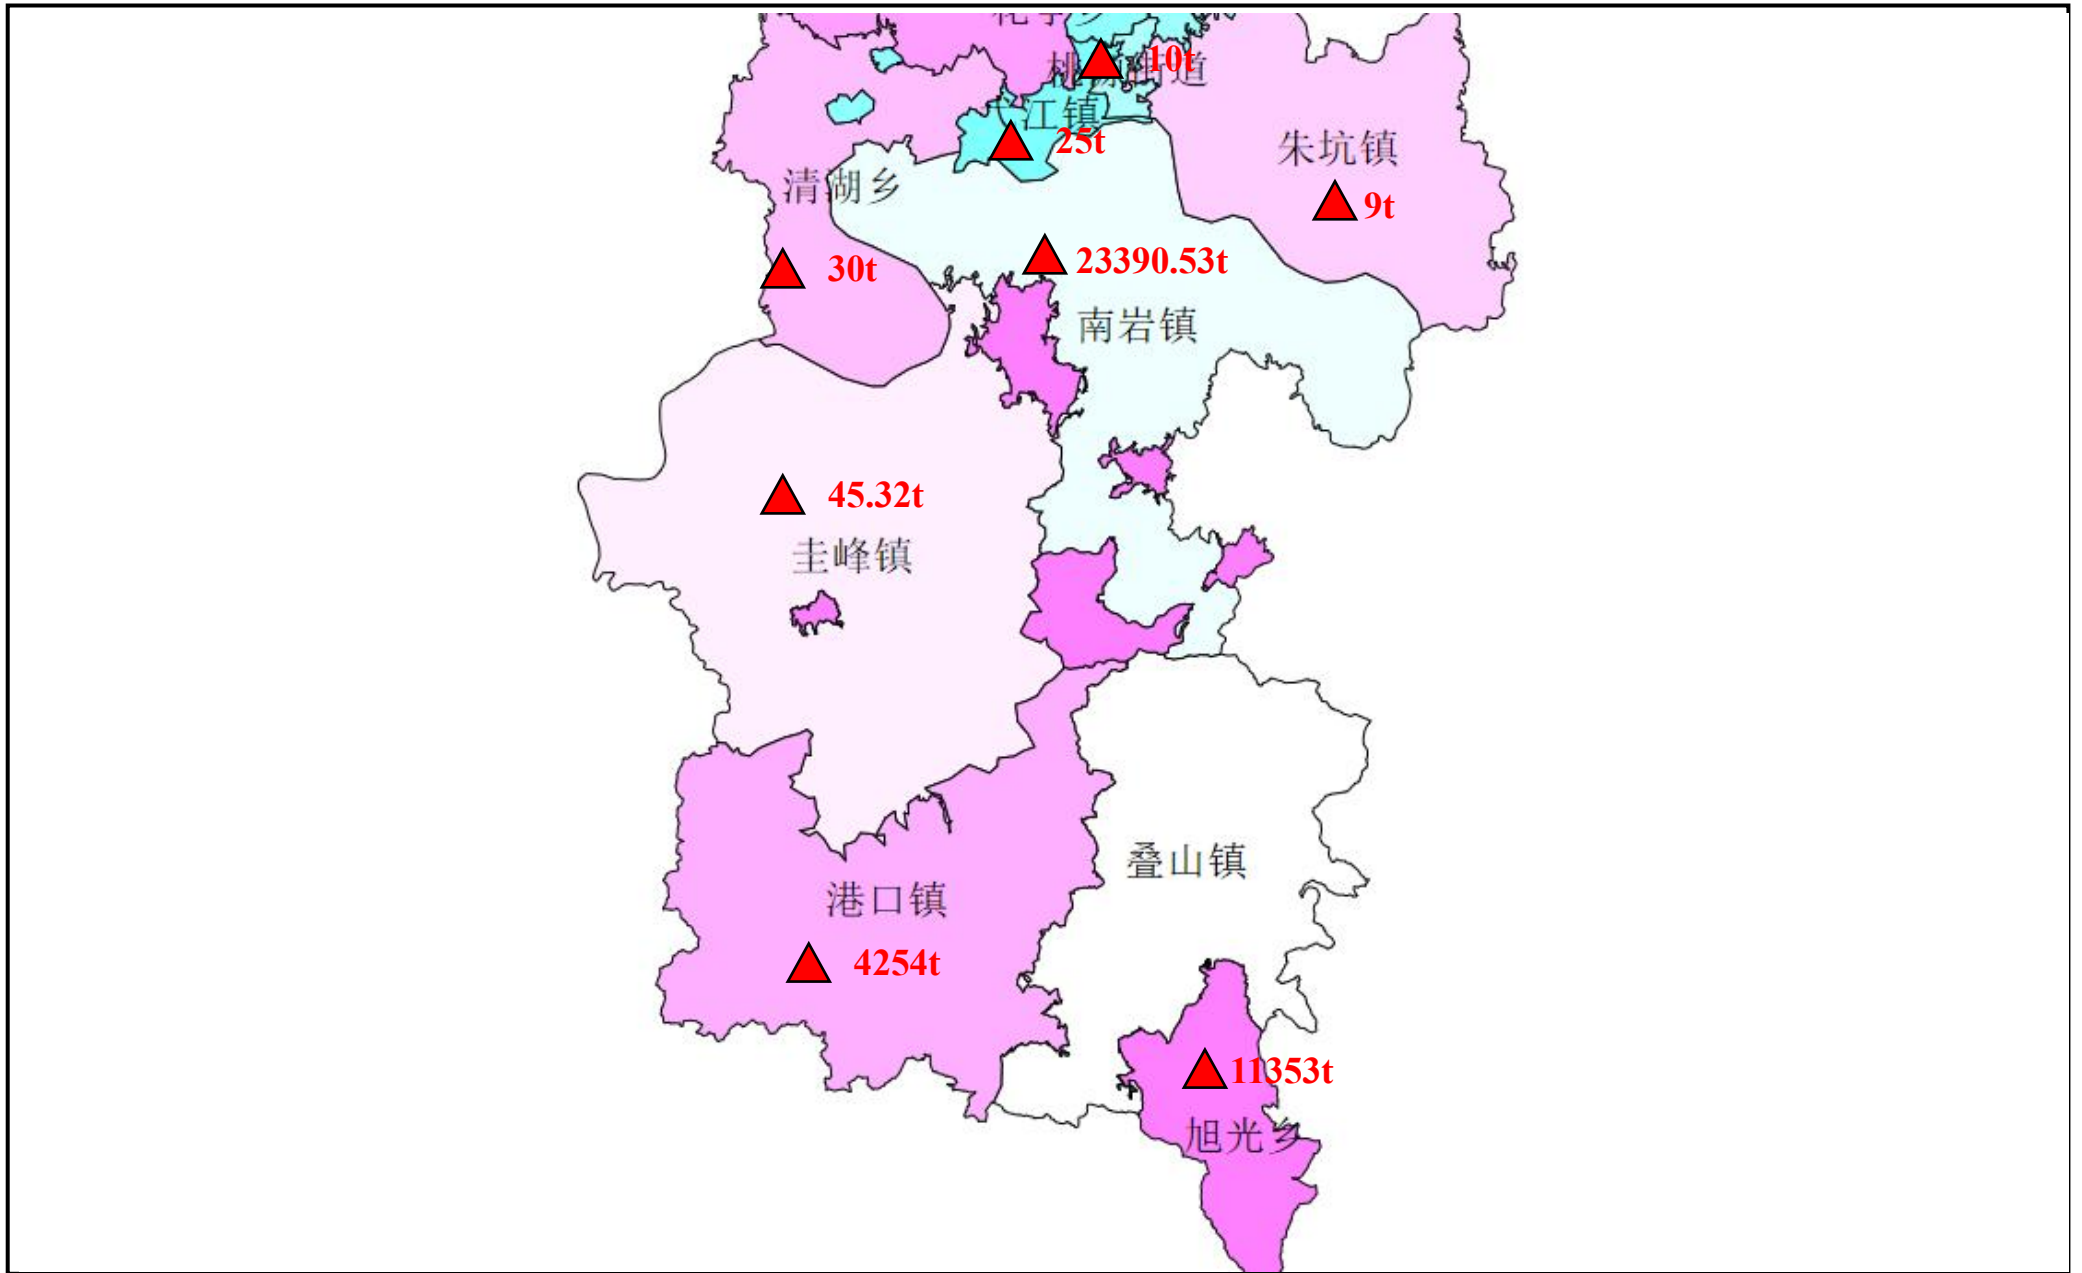 10t
江镇
25t
朱坑镇
清湖乡
9t
30t
23390.53t
南岩镇
45.32t
圭峰镇
叠山镇
港口镇
4254t
11353t
旭光乡